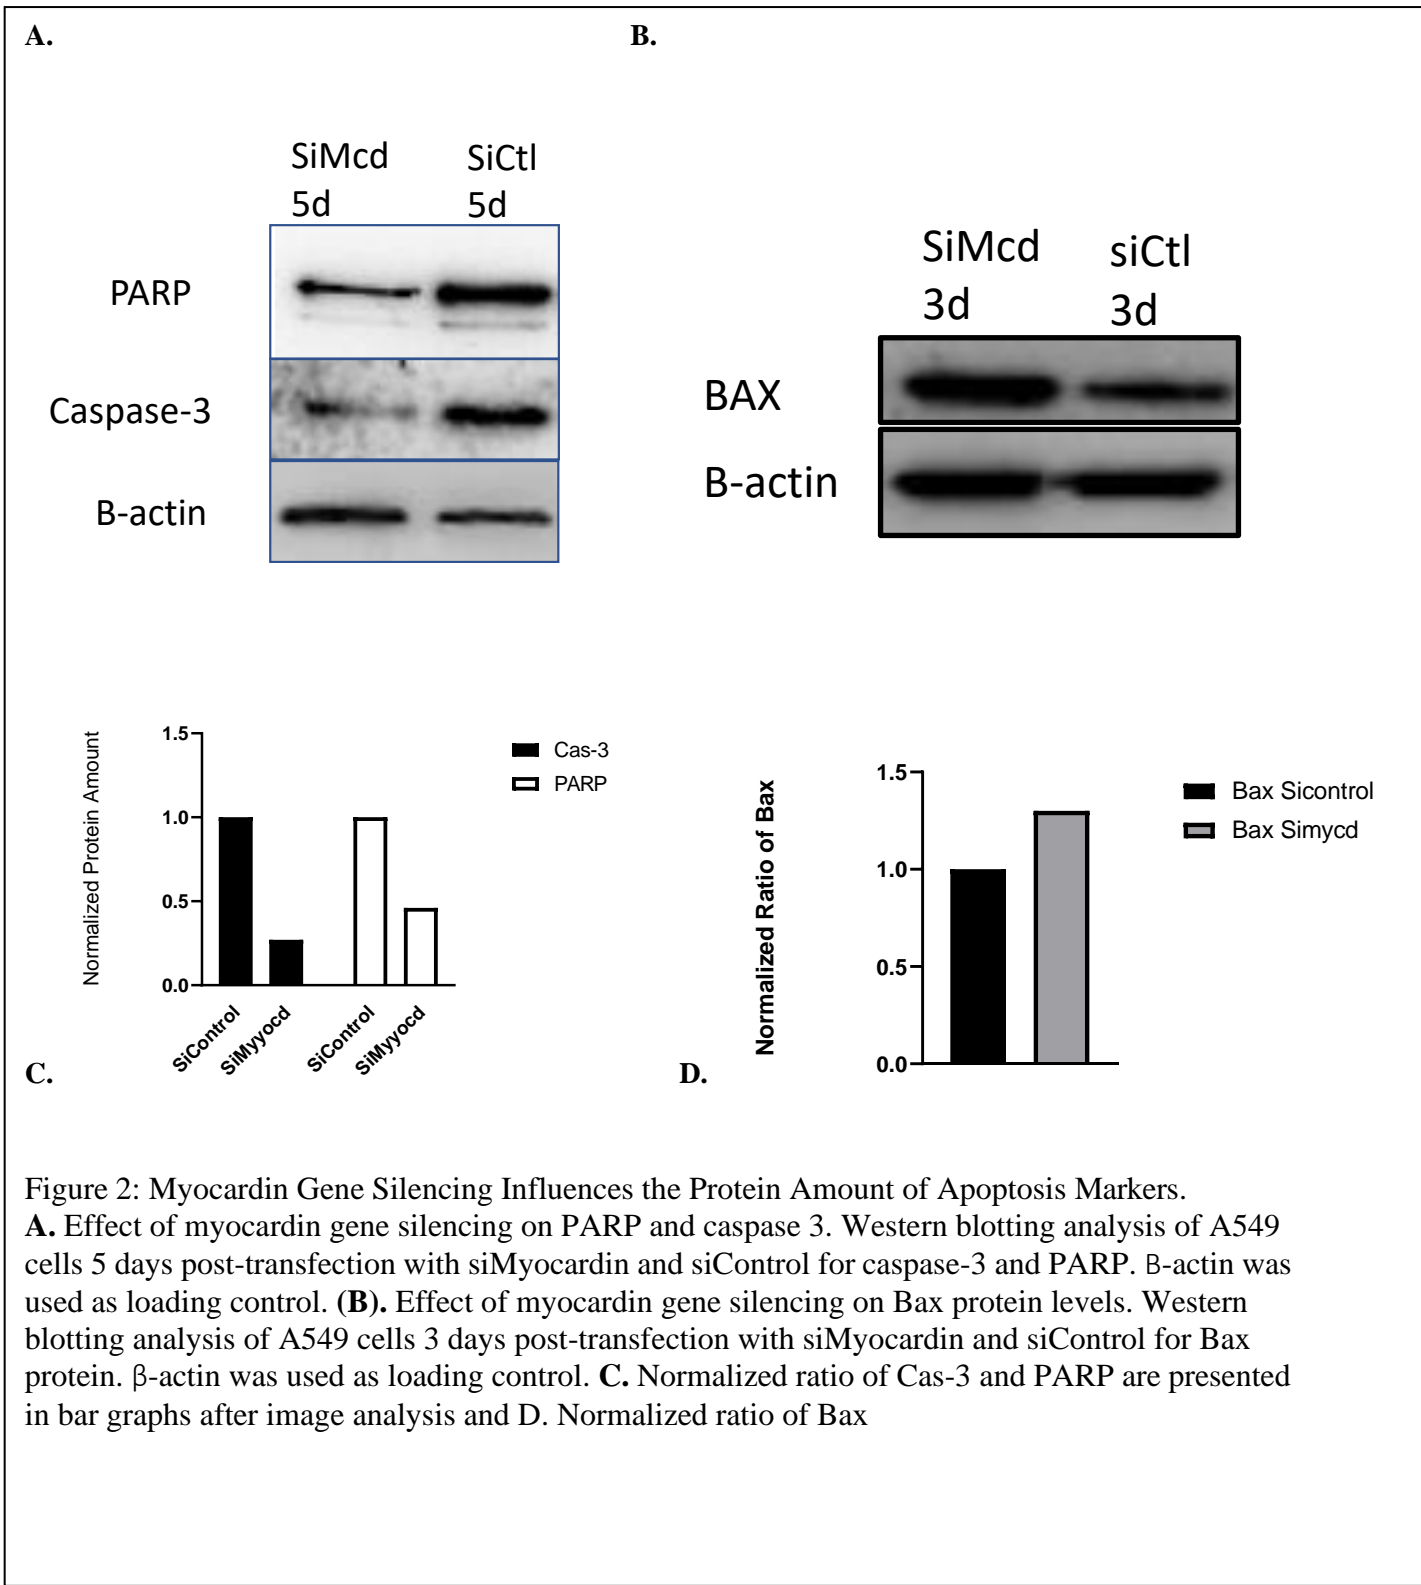 A.
B.
SiMcd
5d
SiCtl
5d
PARP
Caspase-3
B-actin
SiMcd
3d
siCtl
3d
BAX
B-actin
Normalized Protein Amount
1.5
1.0
0.5
0.0
SiControl
SiMyyocd
SiControl
SiMyyocd
Cas-3
PARP
C.
Normalized Ratio of Bax
1.5
1.0
0.5
0.0
Bax Sicontrol
Bax Simycd
D.
Figure 2: Myocardin Gene Silencing Influences the Protein Amount of Apoptosis Markers.
A. Effect of myocardin gene silencing on PARP and caspase 3. Western blotting analysis of A549
cells 5 days post-transfection with siMyocardin and siControl for caspase-3 and PARP. B-actin was
used as loading control. (B). Effect of myocardin gene silencing on Bax protein levels. Western
blotting analysis of A549 cells 3 days post-transfection with siMyocardin and siControl for Bax
protein. β-actin was used as loading control. C. Normalized ratio of Cas-3 and PARP are presented
in bar graphs after image analysis and D. Normalized ratio of Bax